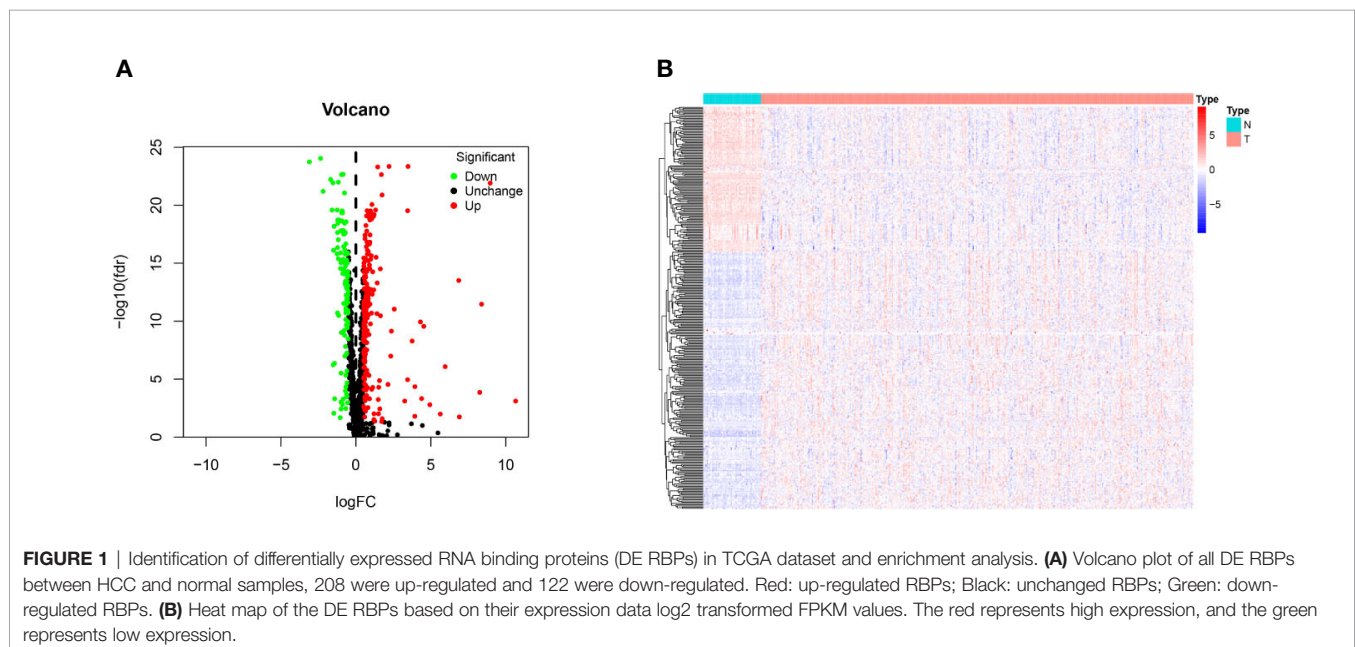 A
B
Volcano
Significant
Down
Unchange
Up
25
20
15
10
5
0
−log10(fdr)
−10
−5
0
5
10
logFC
Type
5
0
−5
Type
N
T
FIGURE 1 | Identification of differentially expressed RNA binding proteins (DE RBPs) in TCGA dataset and enrichment analysis. (A) Volcano plot of all DE RBPs
between HCC and normal samples, 208 were up-regulated and 122 were down-regulated. Red: up-regulated RBPs; Black: unchanged RBPs; Green: down-
regulated RBPs. (B) Heat map of the DE RBPs based on their expression data log2 transformed FPKM values. The red represents high expression, and the green
represents low expression.